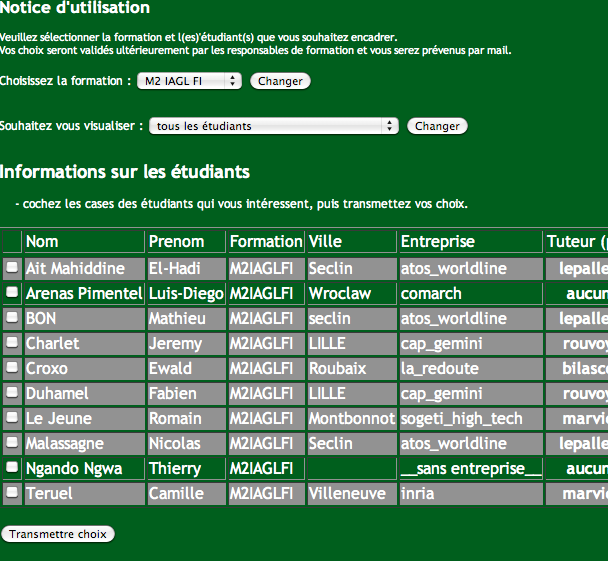 Notice d'utilisation
Veuillez sélectionner la formation et l(es)'étudiant(s) que vous souhaitez encadrer.
Vos choix seront validés ultérieurement par les responsables de formation et vous serez prévenus par mail.
Choisissez la formation : M2 IAGL FI Changer
Souhaitez vous visualiser : tous les étudiants Changer
Informations sur les étudiants
- cochez les cases des étudiants qui vous intéressent, puis transmettez vos choix.
Nom Prenom Formation Ville Entreprise Tuteur (p
Ait Mahiddine El-Hadi M2IAGLFI Seclin atos_worldline lepalle
Arenas Pimentel Luis-Diego M2IAGLFI Wroclaw comarch aucun
BON Mathieu M2IAGLFI seclin atos_worldline lepalle
Charlet Jeremy M2IAGLFI LILLE cap_gemini rouvoy
Croxo Ewald M2IAGLFI Roubaix la_redoute bilasco
Duhamel Fabien M2IAGLFI LILLE cap_gemini rouvoy
Le Jeune Romain M2IAGLFI Montbonnot sogeti_high_tech marvie
Malassagne Nicolas M2IAGLFI Seclin atos_worldline lepalle
Ngando Ngwa Thierry M2IAGLFI __sans entreprise__ aucun
Teruel Camille M2IAGLFI Villeneuve inria marvie
Transmettre choix